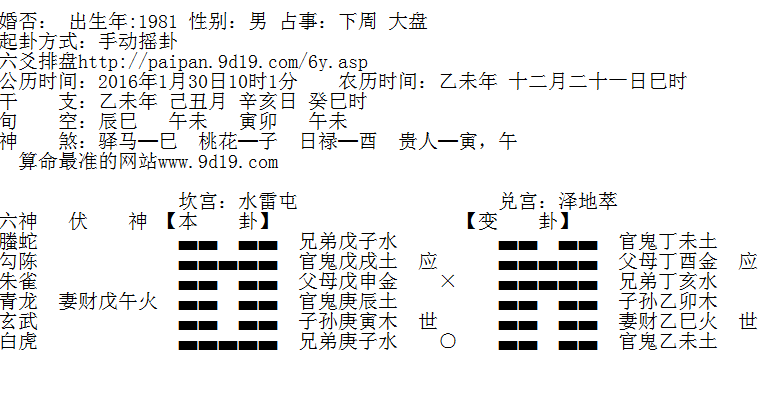 婚否： 出生年:1981 性别：男 占事：下周 大盘
起卦方式：手动摇卦
六爻排盘http://paipan.9d19.com/6y.asp
公历时间：2016年1月30日10时1分 农历时间：乙未年 十二月二十一日巳时
干 支：乙未年 己丑月 辛亥日 癸巳时
旬 空：辰巳 午未 寅卯 午未
神 煞：驿马—巳 桃花—子 日禄—酉 贵人—寅，午
算命最准的网站www.9d19.com
坎宫：水雷屯 兑宫：泽地萃
六神 伏 神 【本 卦】 【变 卦】
螣蛇 兄弟戊子水 官鬼丁未土
勾陈 官鬼戊戌土 应 父母丁酉金 应
朱雀 父母戊申金 × 兄弟丁亥水
青龙 妻财戊午火 官鬼庚辰土 子孙乙卯木
玄武 子孙庚寅木 世 妻财乙巳火 世
白虎 兄弟庚子水 ○ 官鬼乙未土